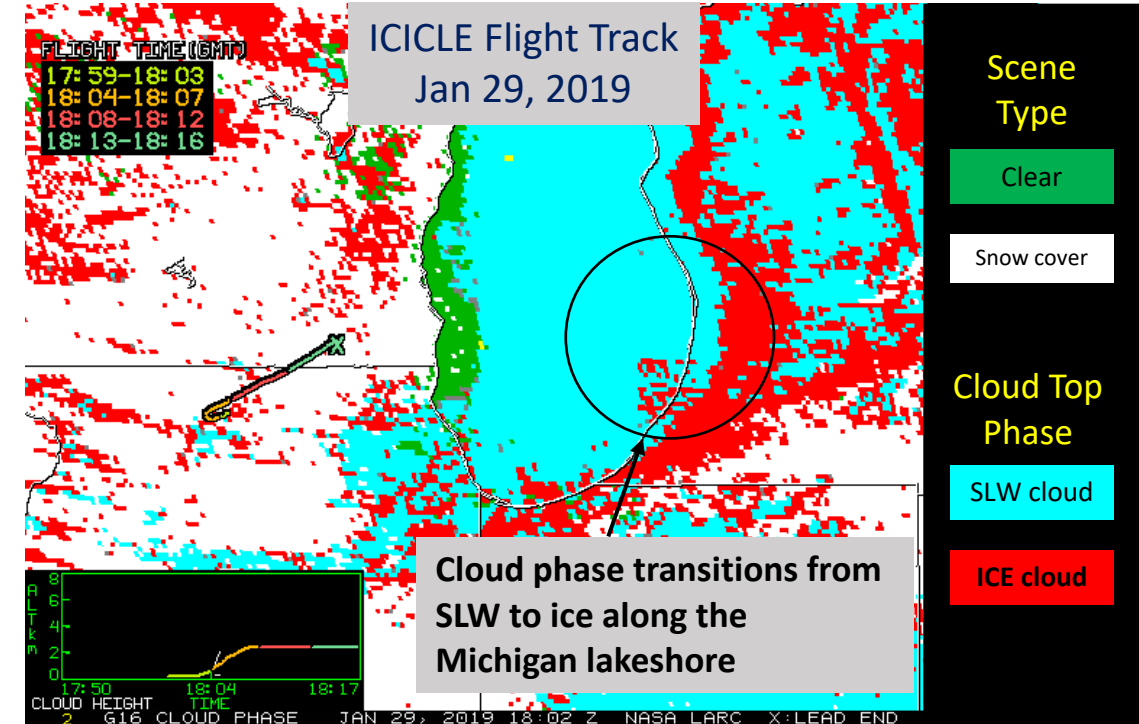 ICICLE Flight Track
Jan 29, 2019
FLIGHT TIME(GMT)
17:59-18:03
18:04-18:07
18:08-18:12
18:13-18:16
X
Scene
Type
Clear
Snow cover
Cloud Top
Phase
SLW cloud
ICE cloud
Cloud phase transitions from
SLW to ice along the
Michigan lakeshore
ALTkm
8
6
4
2
0
17:50 18:04 18:17
CLOUD HEIGHT TIME
2 G16 CLOUD PHASE JAN 29, 2019 18:02 Z NASA LARC X:LEAD END